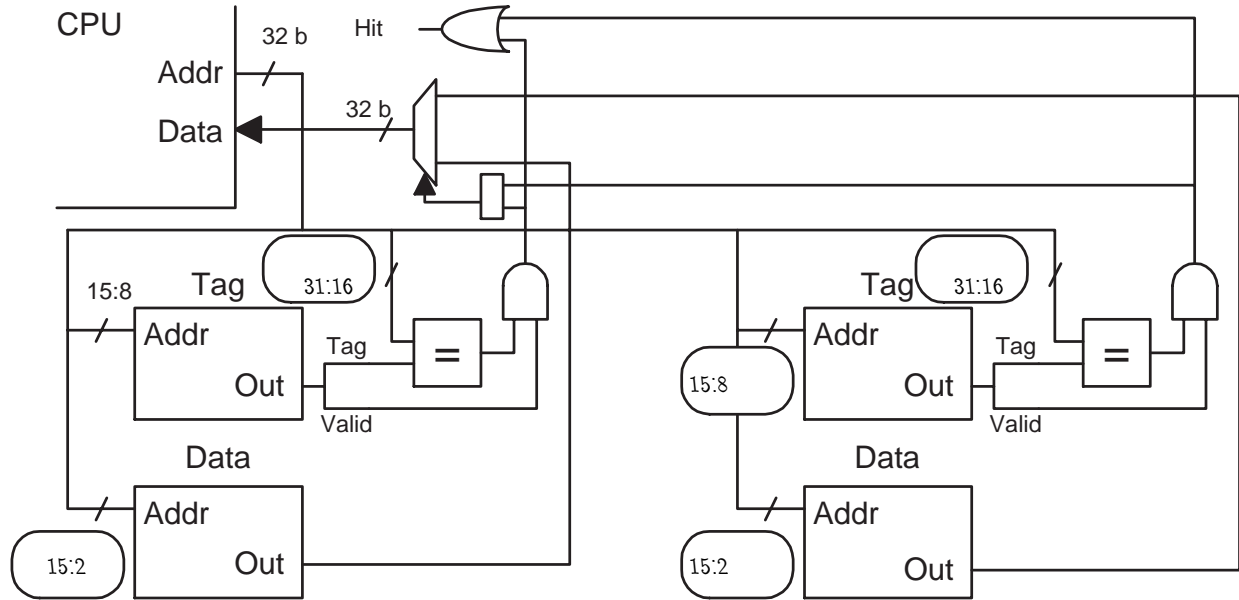 CPU
32 b
Hit
Addr
32 b
Data
Tag
31:16
Tag
31:16
15:8
Addr
=
Addr
=
Tag
Tag
Out
15:8
Out
Valid
Valid
Data
Data
Addr
Addr
15:2
Out
15:2
Out